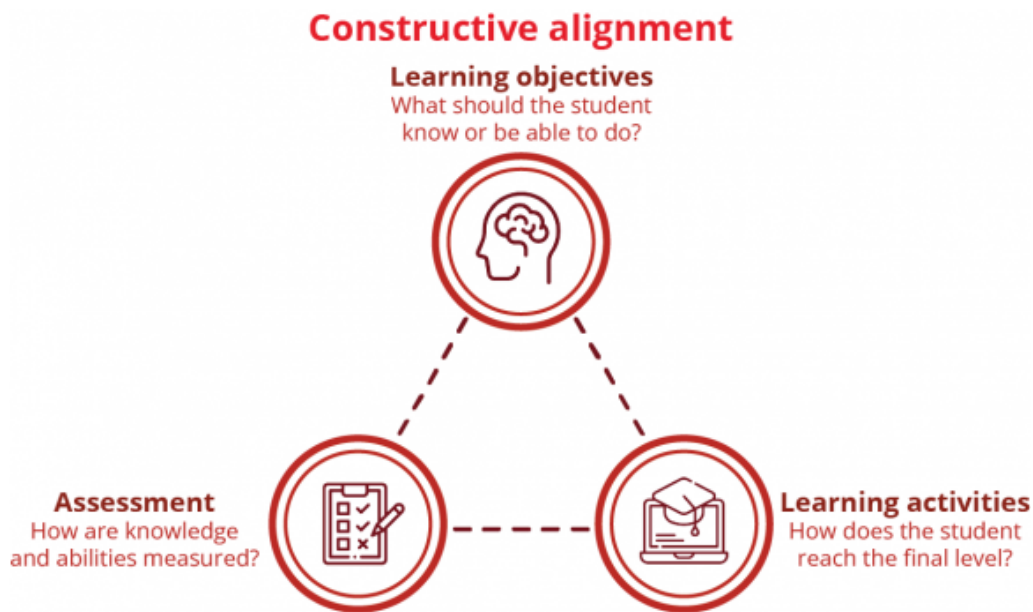 Constructive alignment
Learning objectives
What should the student
know or be able to do?
Assessment
How are knowledge
and abilities measured?
Learning activities
How does the student
reach the final level?